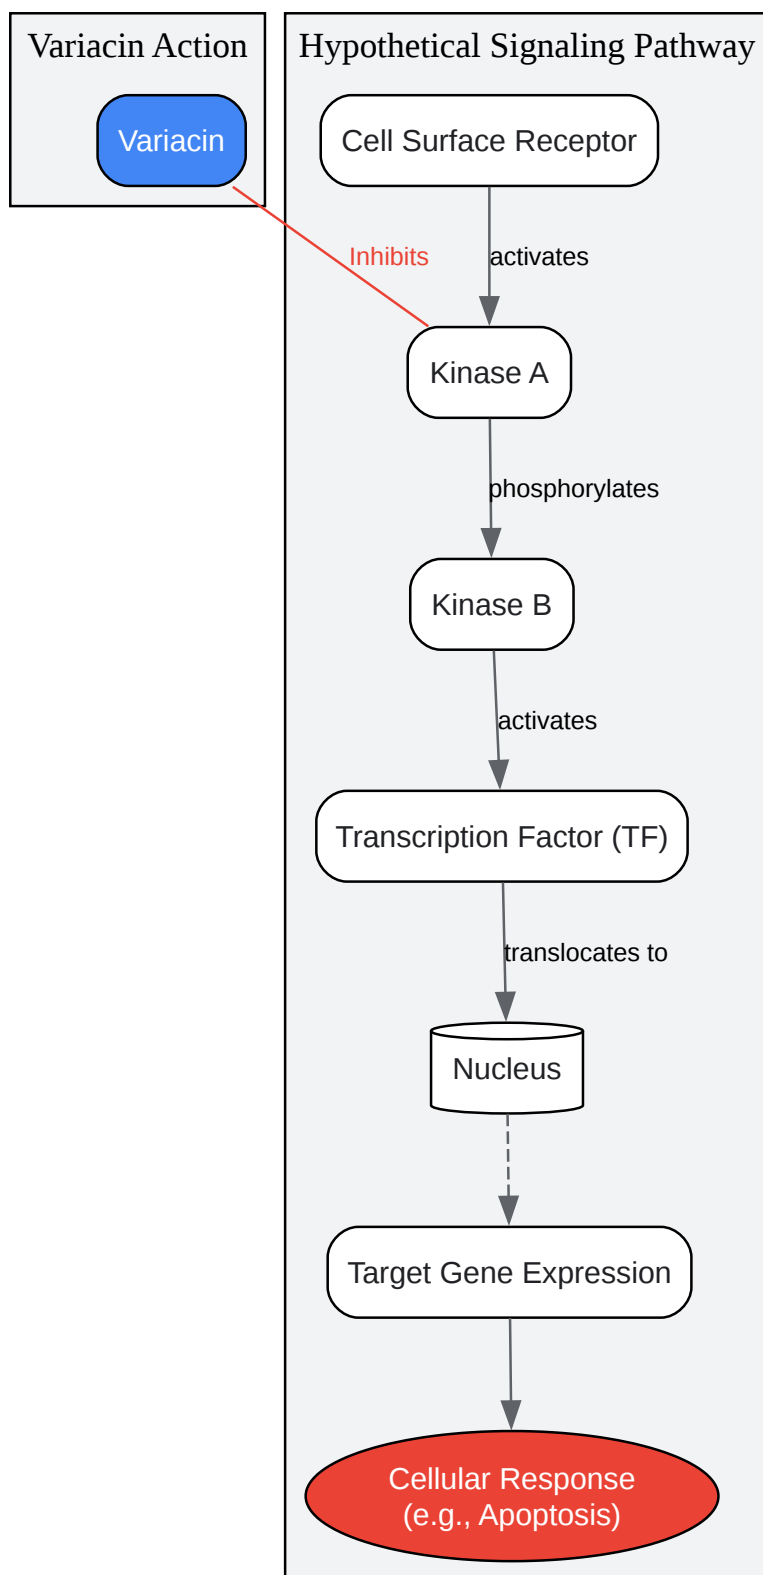 Variacin Action
Hypothetical Signaling Pathway
Variacin
Cell Surface Receptor
Inhibits
activates
Kinase A
phosphorylates
Kinase B
activates
Transcription Factor (TF)
translocates to
Nucleus
Target Gene Expression
Cellular Response
(e.g., Apoptosis)